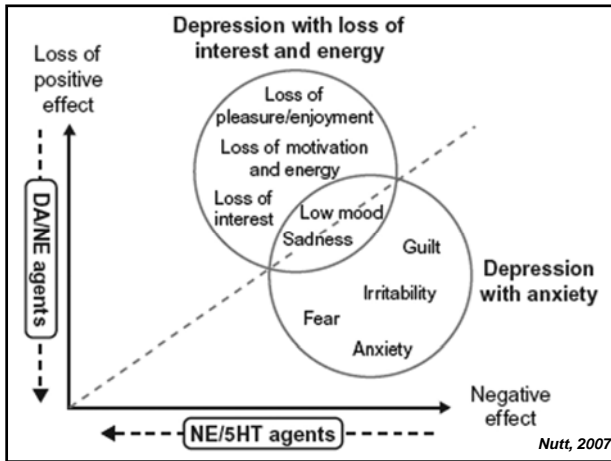 Depression with loss of
interest and energy
Loss of
positive
effect
Loss of
pleasure/enjoyment
Loss of motivation
and energy
Loss of
interest
Low mood
Sadness
Guilt
Irritability
Fear
Anxiety
Depression
with anxiety
DA/NE agents
NE/5HT agents
Negative
effect
Nutt, 2007